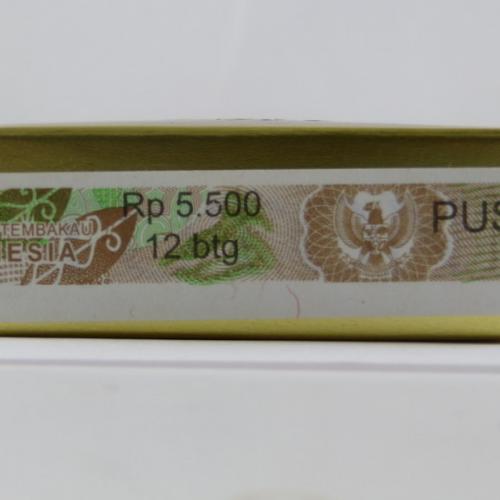 TEMBAKAU
ESIA
Rp 5.500
12 btg
PUS